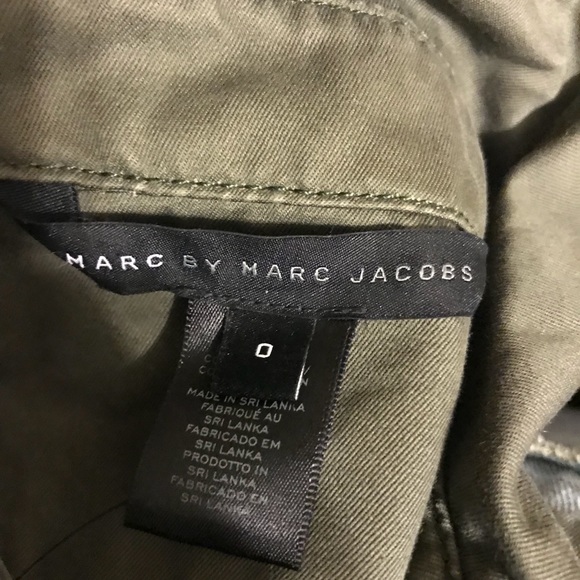 MARC BY MARC JACOBS
0
MADE IN SRI LANKA
FABRIQUÉ AU
SRI LANKA
FABRICADO EM
SRI LANKA
PRODOTTO IN
SRI LANKA
FABRICADO EN
SRI LANKA